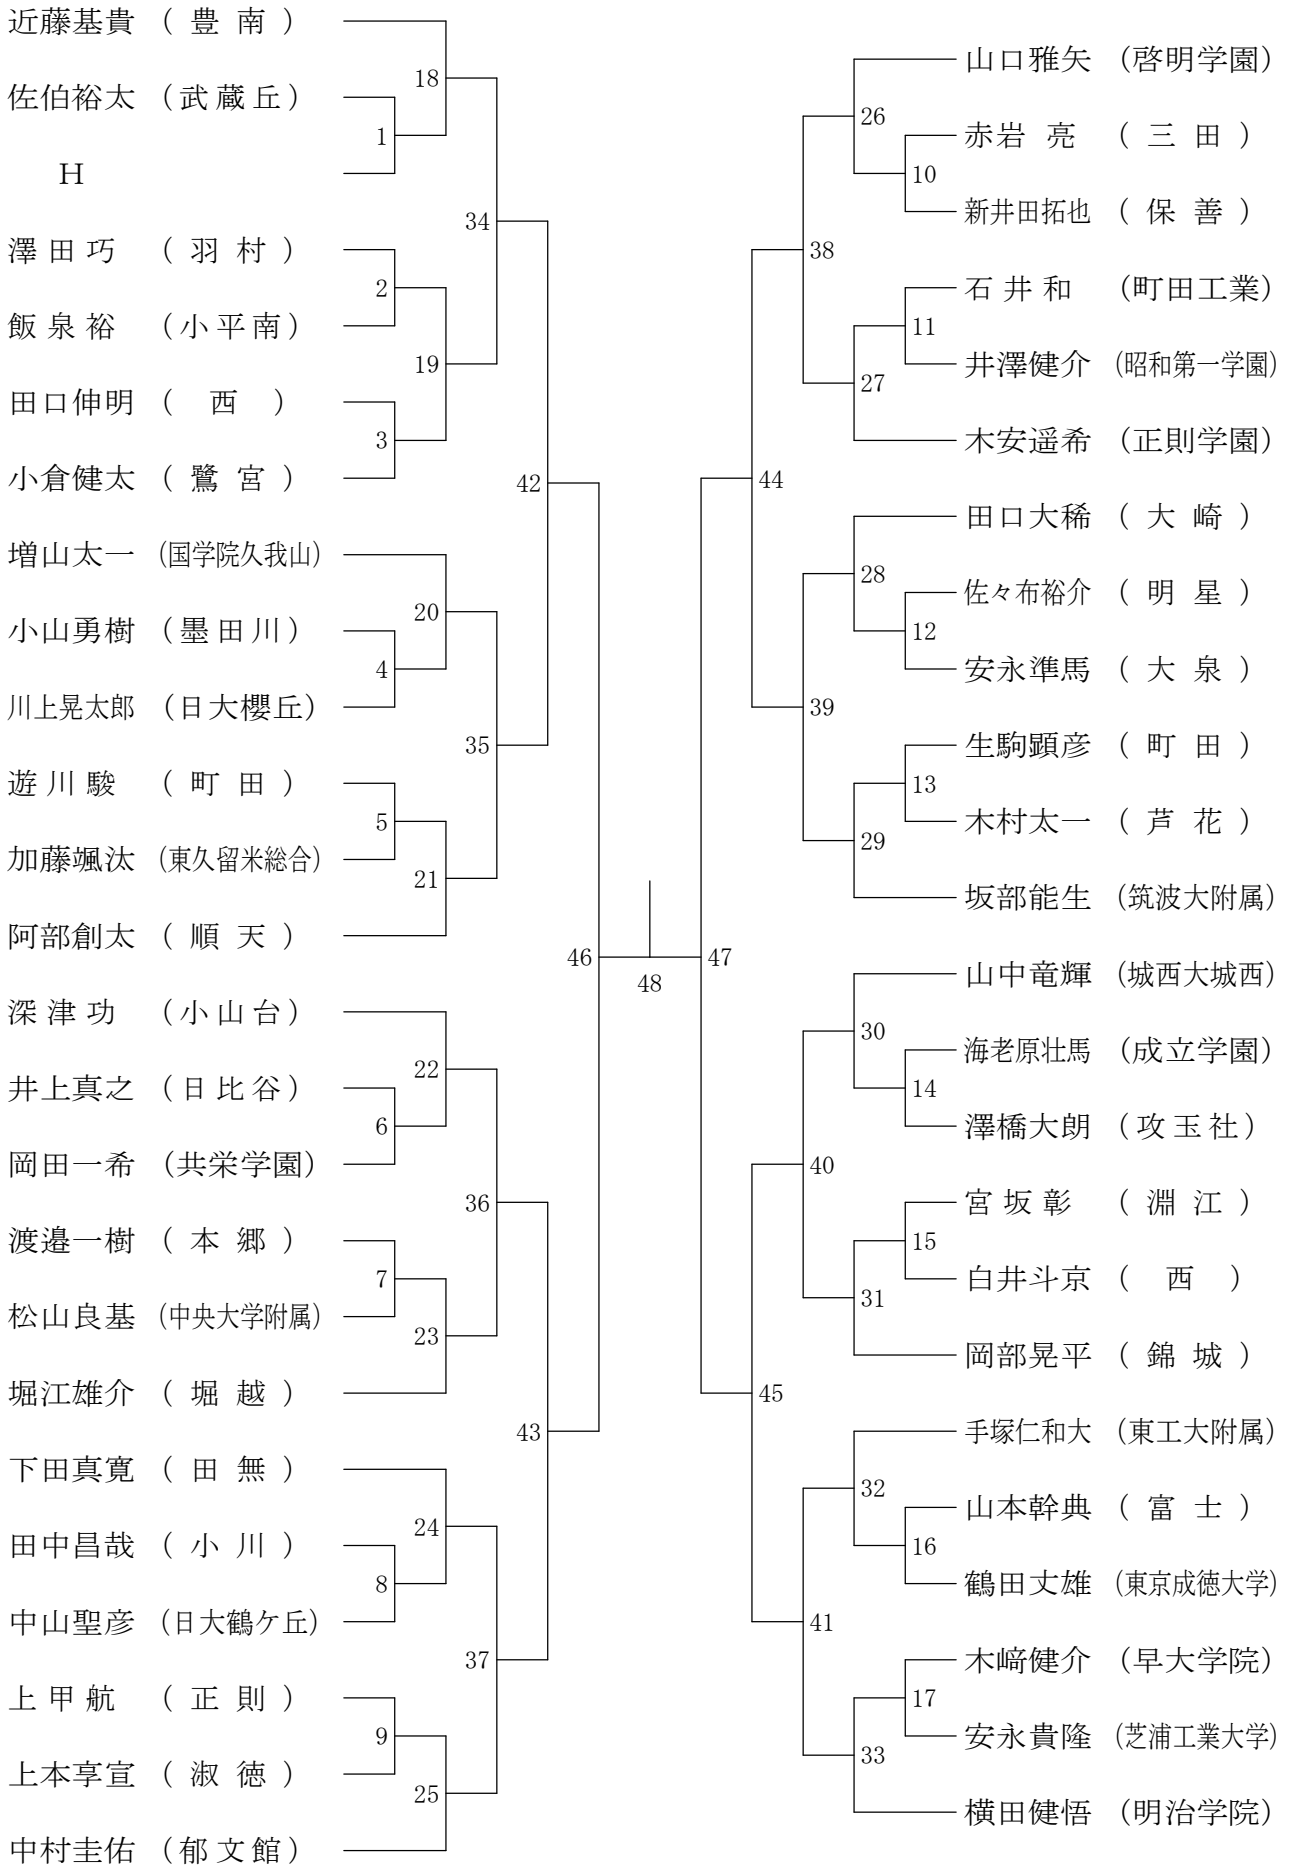 近藤基貴 （ 豊 南 ）
佐伯裕太 （武蔵丘）
H
澤田巧 （ 羽 村 ）
飯泉裕 （小平南）
田口伸明 （ 西 ）
小倉健太 （ 鷺 宮 ）
増山太一 （国学院久我山）
小山勇樹 （墨田川）
川上晃太郎 （日大櫻丘）
遊川駿 （ 町 田 ）
加藤颯汰 （東久留米総合）
阿部創太 （ 順 天 ）
深津功 （小山台）
井上真之 （日比谷）
岡田一希 （共栄学園）
渡邉一樹 （ 本 郷 ）
松山良基 （中央大学附属）
堀江雄介 （ 堀 越 ）
下田真寛 （ 田 無 ）
田中昌哉 （ 小 川 ）
中山聖彦 （日大鶴ケ丘）
上甲航 （ 正 則 ）
上本享宣 （ 淑 徳 ）
中村圭佑 （郁文館）
1
2
3
4
5
6
7
8
9
18
19
20
21
22
23
24
25
34
35
36
37
42
43
46
48
47
44
45
38
39
40
41
26
27
28
29
30
31
32
33
10
11
12
13
14
15
16
17
山口雅矢 （啓明学園）
赤岩 亮 （ 三 田 ）
新井田拓也 （ 保 善 ）
石井和 （町田工業）
井澤健介 （昭和第一学園）
木安遥希 （正則学園）
田口大稀 （ 大 崎 ）
佐々布裕介 （ 明 星 ）
安永準馬 （ 大 泉 ）
生駒顕彦 （ 町 田 ）
木村太一 （ 芦 花 ）
坂部能生 （筑波大附属）
山中竜輝 （城西大城西）
海老原壮馬 （成立学園）
澤橋大朗 （攻玉社）
宮坂彰 （ 淵 江 ）
白井斗京 （ 西 ）
岡部晃平 （ 錦 城 ）
手塚仁和大 （東工大附属）
山本幹典 （ 富 士 ）
鶴田丈雄 （東京成徳大学）
木﨑健介 （早大学院）
安永貴隆 （芝浦工業大学）
横田健悟 （明治学院）